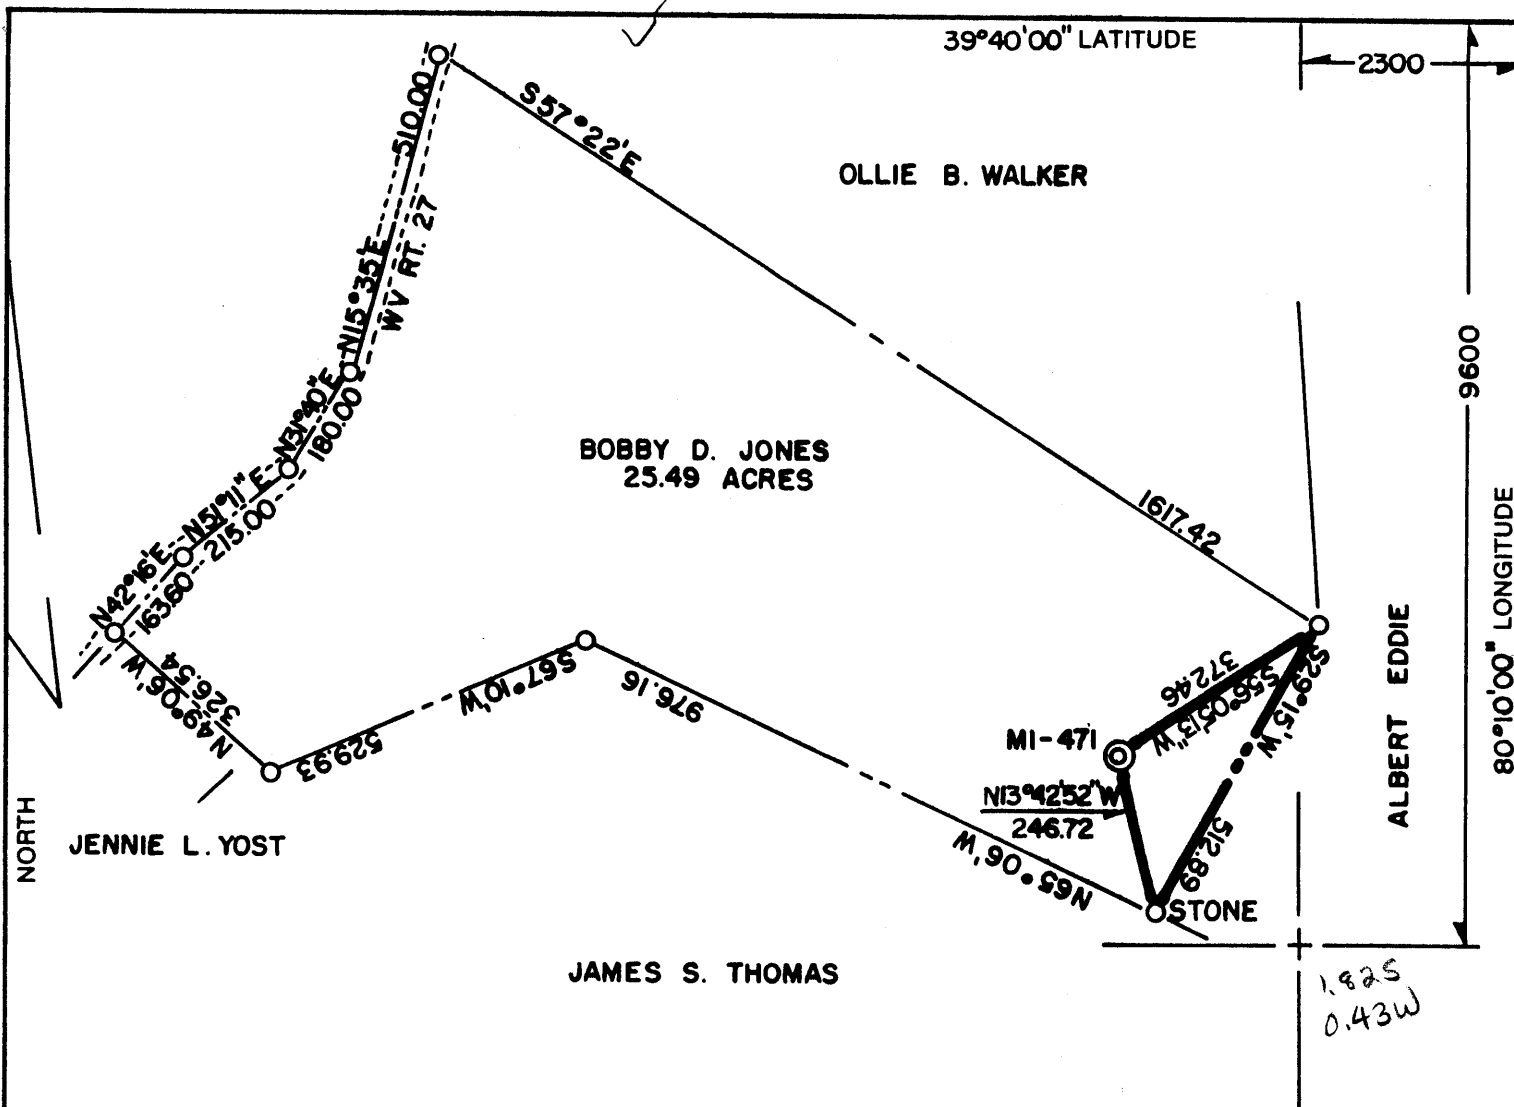 39°40'00" LATITUDE
2300
S57°22'E
510.00
OLLIE B. WALKER
WV RT. 27
N15°35'E
9600
N31°40"E
180.00
BOBBY D. JONES
25.49 ACRES
N51°11"E
215.00
1617.42
N42°16'E
163.60
80°10'00" LONGITUDE
N49°06'W
326.54
S67°10'W
529.93
976.16
N65°06'W
372.46
S56°05'13"W
S29°15'W
512.89
MI-471
N13°42'52"W
246.72
ALBERT EDDIE
NORTH
JENNIE L. YOST
STONE
JAMES S. THOMAS
1.82S
0.43W